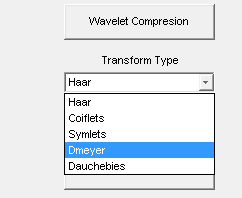 Wavelet Compresion
Transform Type
Haar
Haar
Coiflets
Symlets
Dmeyer
Dauchebies